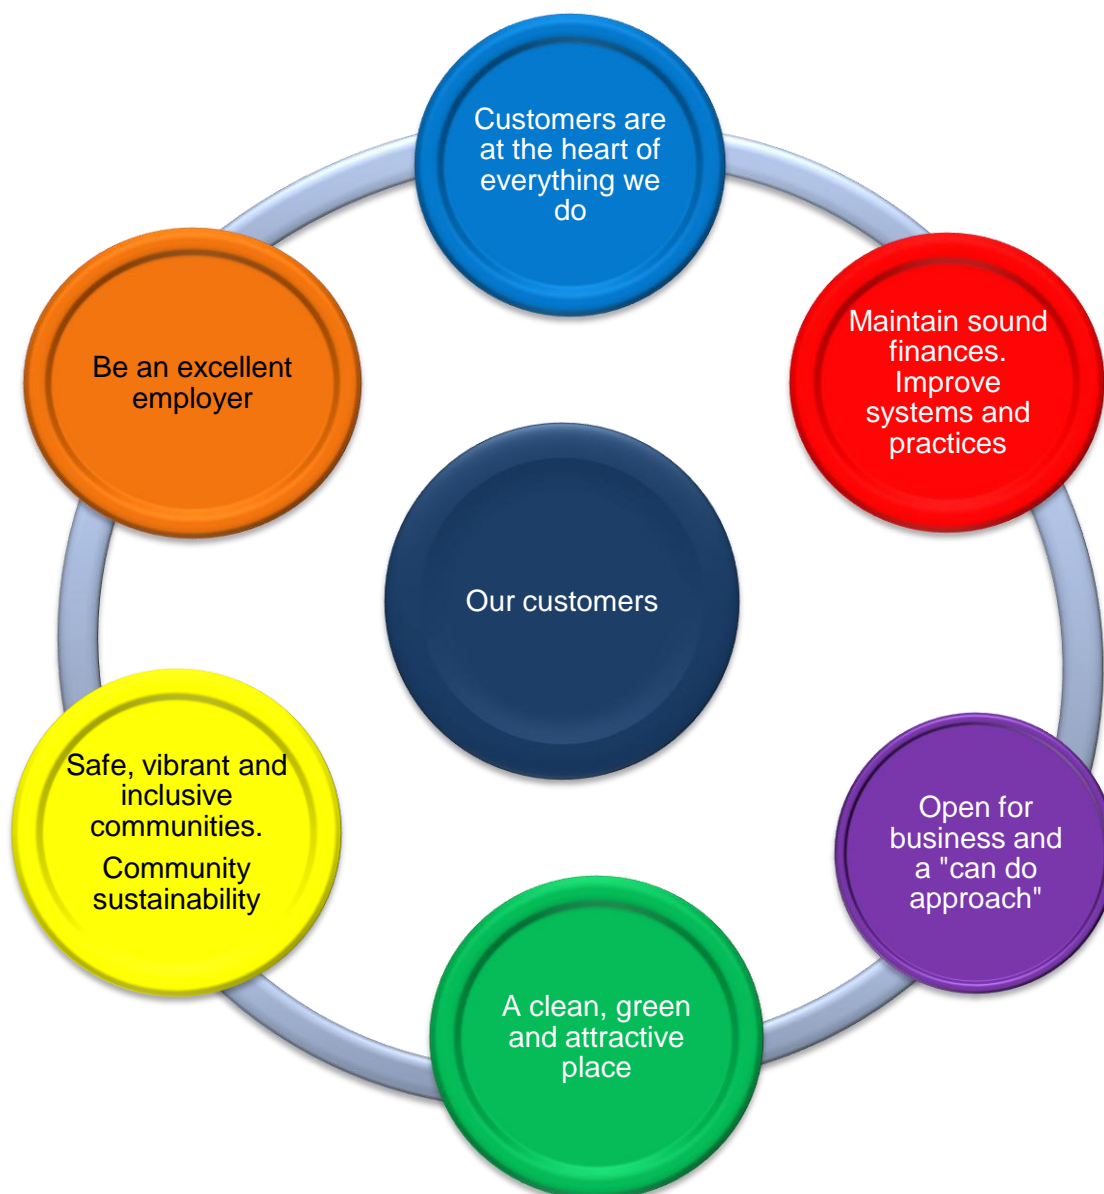 Customers are
at the heart of
everything we
do
Maintain sound
finances.
Improve
systems and
practices
Open for
business and
a "can do
approach"
A clean, green
and attractive
place
Safe, vibrant and
inclusive
communities.
Community
sustainability
Be an excellent
employer
Our customers